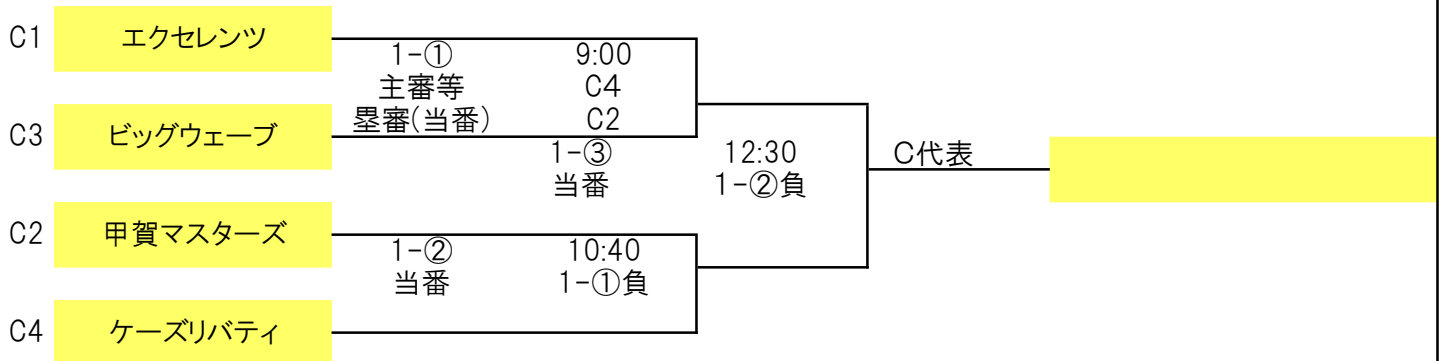 C1 エクセレンツ
1-① 9:00
主審等 C4
塁審(当番) C2
C3 ビッグウェーブ
1-③ 12:30
当番 1-②負
C代表
C2 甲賀マスターズ
1-② 10:40
当番 1-①負
C4 ケーズリバティ